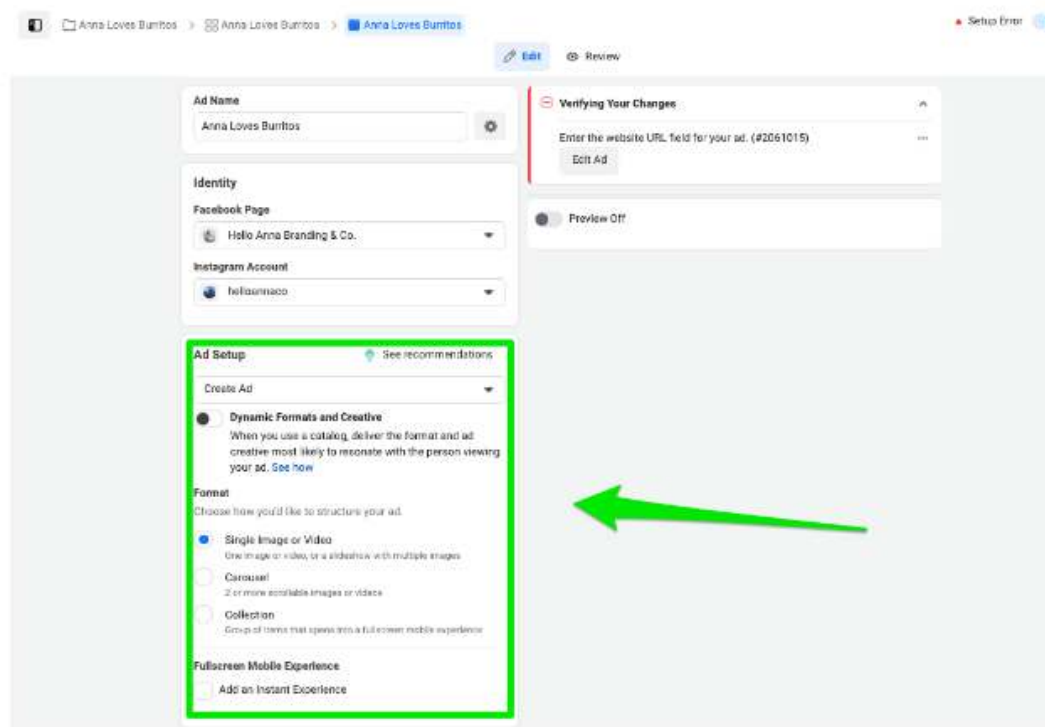 Anna Loves Burritos > Anna Loves Burritos > Anna Loves Burritos
Setup Error
Edit Review
Ad Name
Anna Loves Burritos
Identity
Facebook Page
Hello Anna Branding & Co.
Instagram Account
helloannaco
Ad Setup See recommendations
Create Ad
Dynamic Formats and Creative
When you use a catalog, deliver the format and ad
creative most likely to resonate with the person viewing
your ad. See how
Format
Choose how you'd like to structure your ad.
Single Image or Video
One image or video, or a slideshow with multiple images
Carousel
2 or more scrollable images or videos
Collection
Group of items that opens into a fullscreen mobile experience
Fullscreen Mobile Experience
Add an Instant Experience
Verifying Your Changes
Enter the website URL field for your ad. (#2061015)
Edit Ad
Preview Off